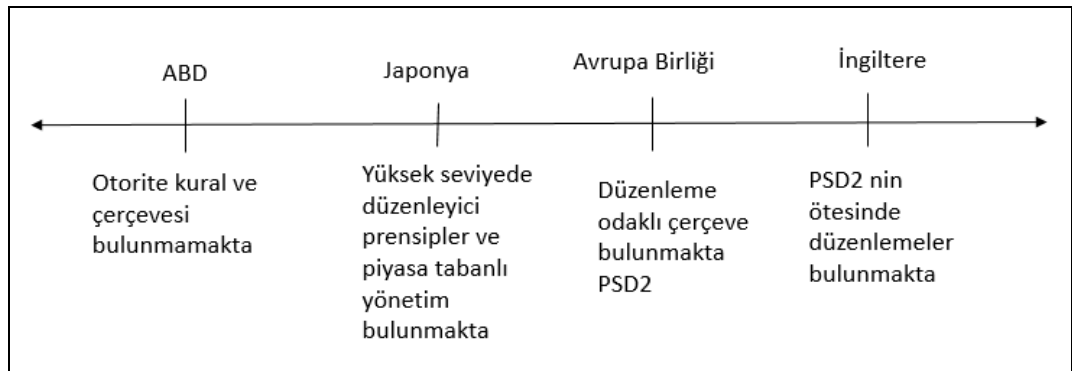 ABD
Otorite kural ve
çerçevesi
bulunmamakta
Japonya
Yüksek seviyede
düzenleyici
prensipler ve
piyasa tabanlı
yönetim
bulunmakta
Avrupa Birliği
Düzenleme
odaklı çerçeve
bulunmakta
PSD2
İngiltere
PSD2 nin
ötesinde
düzenlemeler
bulunmakta